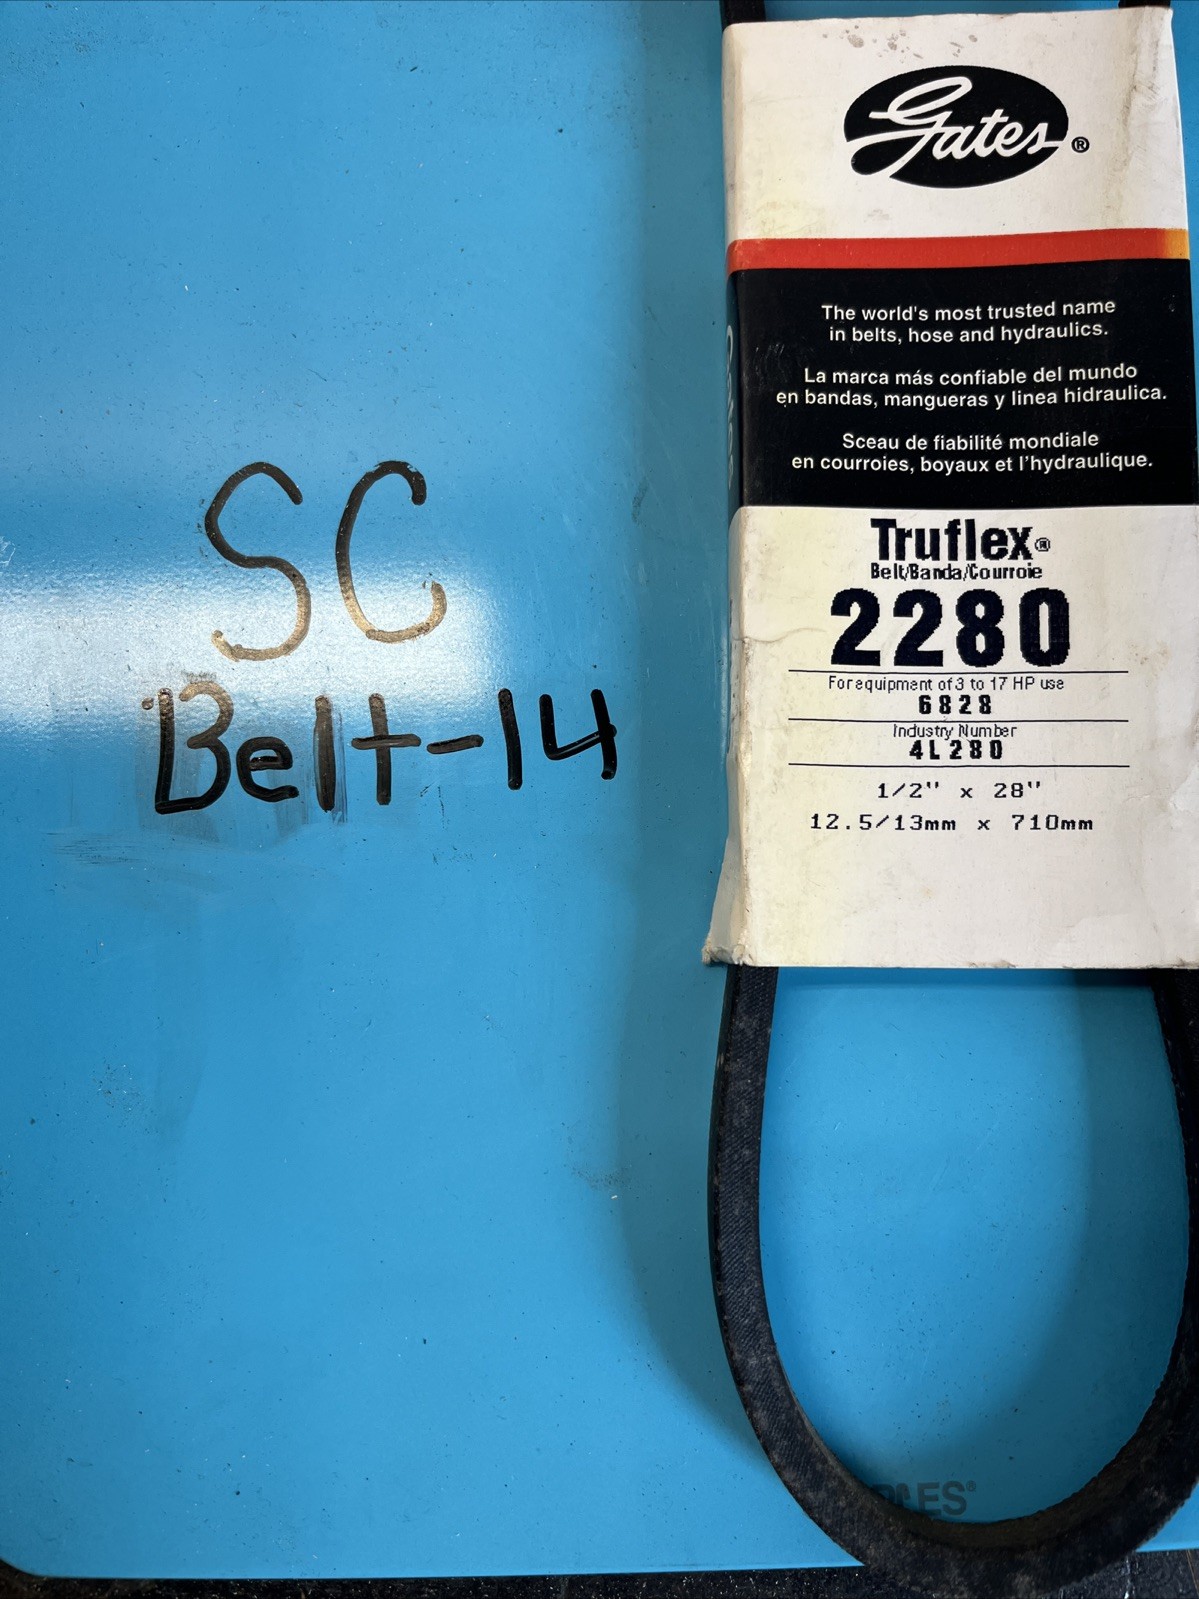 SC
Belt-14
Gates®
The world's most trusted name
in belts, hose and hydraulics.
La marca más confiable del mundo
en bandas, mangueras y linea hidraulica.
Sceau de fiabilité mondiale
en courroies, boyaux et l'hydraulique.
Truflex®
Belt/Banda/Courroie
2280
For equipment of 3 to 17 HP use
6828
Industry Number
4L280
1/2" x 28"
12.5/13mm x 710mm